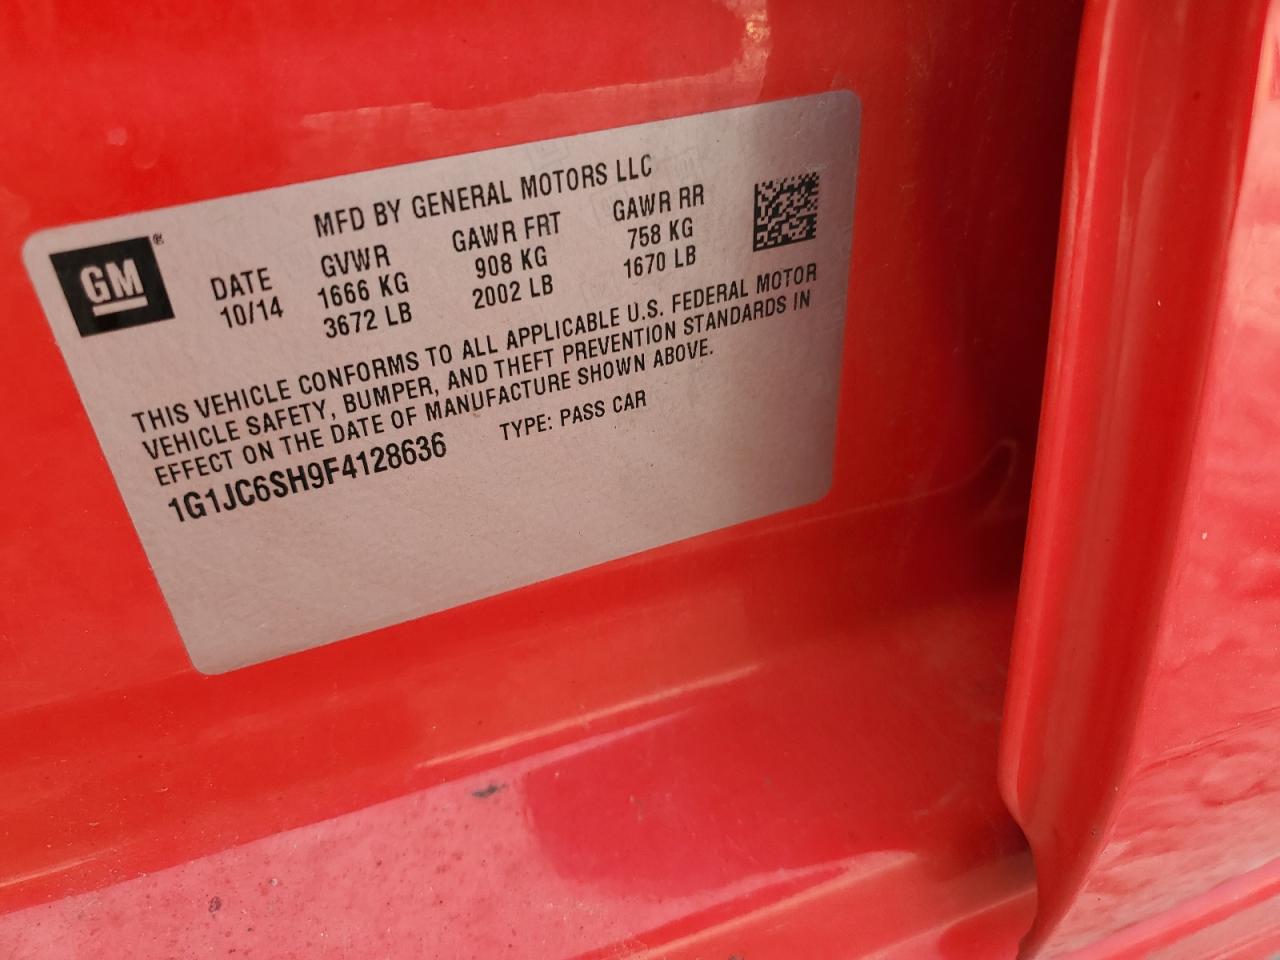 MFD BY GENERAL MOTORS LLC
GM®
DATE GVWR GAWR FRT GAWR RR
10/14 1666 KG 908 KG 758 KG
3672 LB 2002 LB 1670 LB
THIS VEHICLE CONFORMS TO ALL APPLICABLE U.S. FEDERAL MOTOR
VEHICLE SAFETY, BUMPER, AND THEFT PREVENTION STANDARDS IN
EFFECT ON THE DATE OF MANUFACTURE SHOWN ABOVE.
1G1JC6SH9F4128636 TYPE: PASS CAR